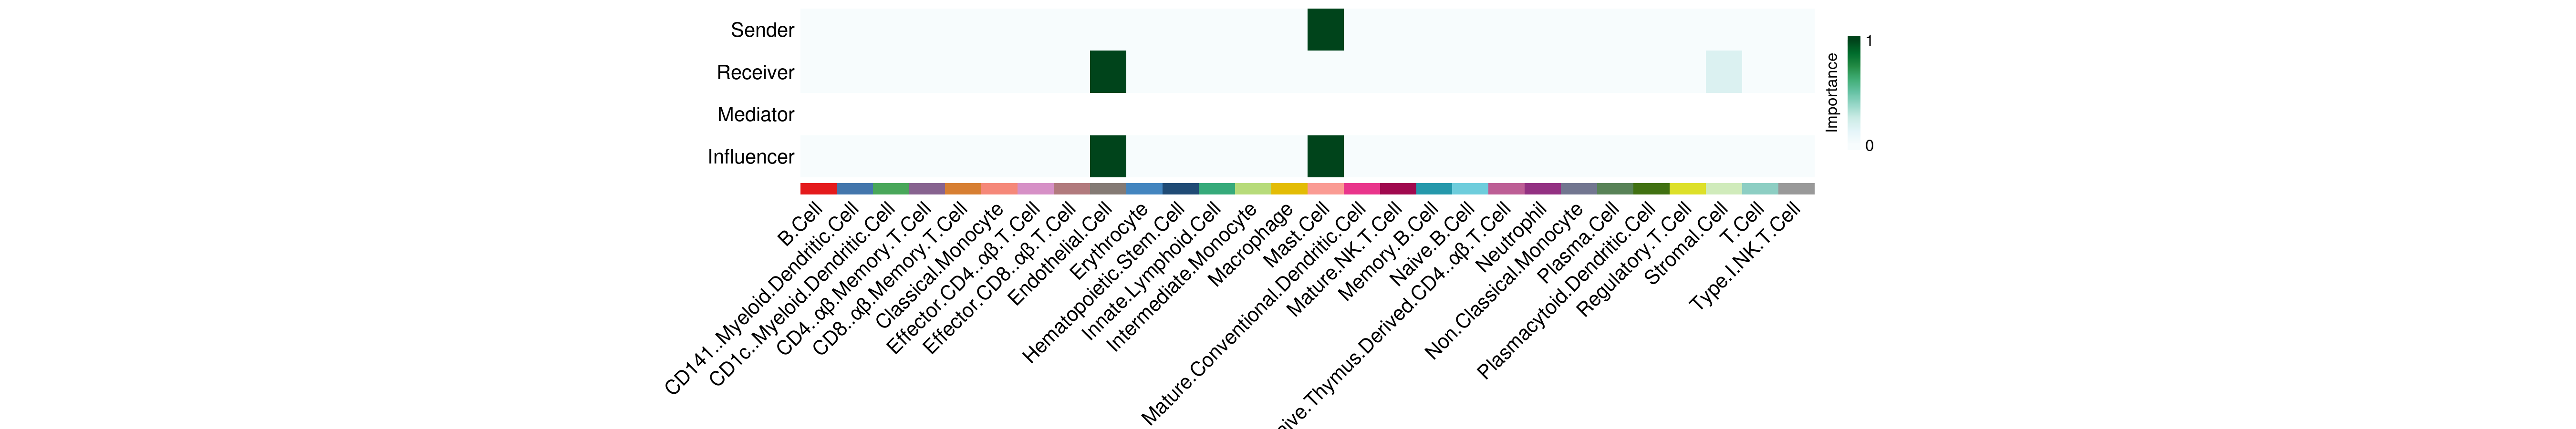 Sender
Receiver
Mediator
Influencer
Importance
1
0
B.Cell
CD141..Myeloid.Dendritic.Cell
CD1c..Myeloid.Dendritic.Cell
CD4..αβ.Memory.T.Cell
CD8..αβ.Memory.T.Cell
Classical.Monocyte
Effector.CD4..αβ.T.Cell
Effector.CD8..αβ.T.Cell
Endothelial.Cell
Erythrocyte
Hematopoietic.Stem.Cell
Innate.Lymphoid.Cell
Intermediate.Monocyte
Macrophage
Mast.Cell
Mature.Conventional.Dendritic.Cell
Mature.NK.T.Cell
Memory.B.Cell
Naive.B.Cell
ive.Thymus.Derived.CD4..αβ.T.Cell
Neutrophil
Non.Classical.Monocyte
Plasma.Cell
Plasmacytoid.Dendritic.Cell
Regulatory.T.Cell
Stromal.Cell
T.Cell
Type.I.NK.T.Cell